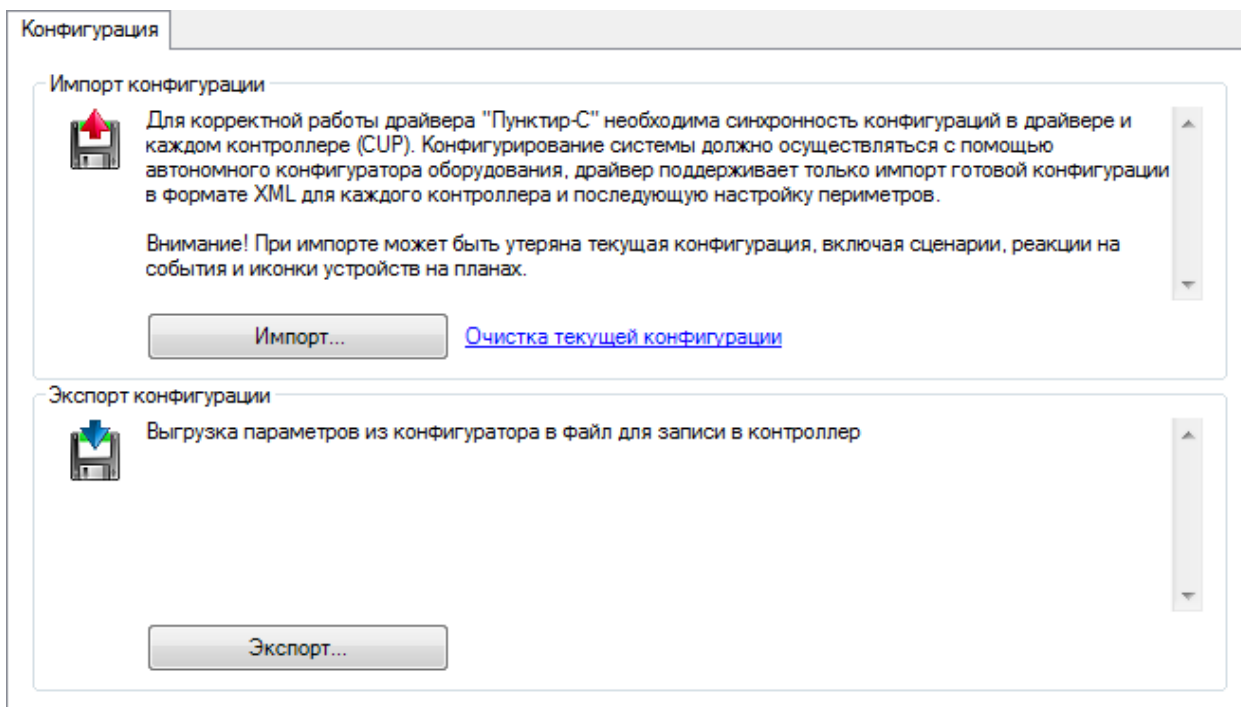 Конфигурация
Импорт конфигурации
Для корректной работы драйвера "Пунктир-С" необходима синхронность конфигураций в драйвере и
каждом контроллере (CUP). Конфигурирование системы должно осуществляться с помощью
автономного конфигуратора оборудования, драйвер поддерживает только импорт готовой конфигурации
в формате XML для каждого контроллера и последующую настройку периметров.
Внимание! При импорте может быть утеряна текущая конфигурация, включая сценарии, реакции на
события и иконки устройств на планах.
Импорт... Очистка текущей конфигурации
Экспорт конфигурации
Выгрузка параметров из конфигуратора в файл для записи в контроллер
Экспорт...